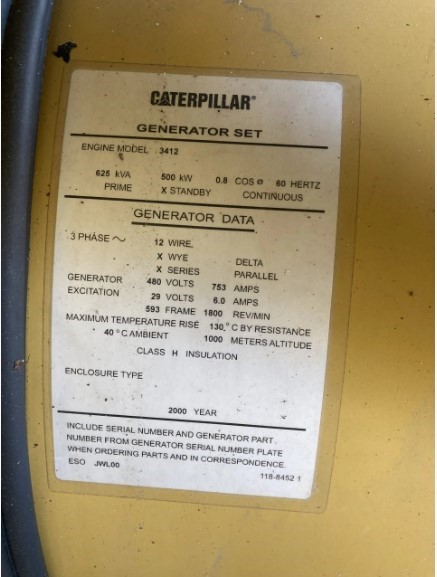 CATERPILLAR®
GENERATOR SET
ENGINE MODEL 3412
625 kVA 500 kW 0.8 COS ø 60 HERTZ
PRIME X STANDBY CONTINUOUS
GENERATOR DATA
3 PHASE ~ 12 WIRE,
X WYE DELTA
X SERIES PARALLEL
GENERATOR 480 VOLTS 753 AMPS
EXCITATION 29 VOLTS 6.0 AMPS
593 FRAME 1800 REV/MIN
MAXIMUM TEMPERATURE RISE 130 °C BY RESISTANCE
40 °C AMBIENT 1000 METERS ALTITUDE
CLASS H INSULATION
ENCLOSURE TYPE
2000 YEAR
INCLUDE SERIAL NUMBER AND GENERATOR PART
NUMBER FROM GENERATOR SERIAL NUMBER PLATE
WHEN ORDERING PARTS AND IN CORRESPONDENCE.
ESO JWL00
118-8452 1